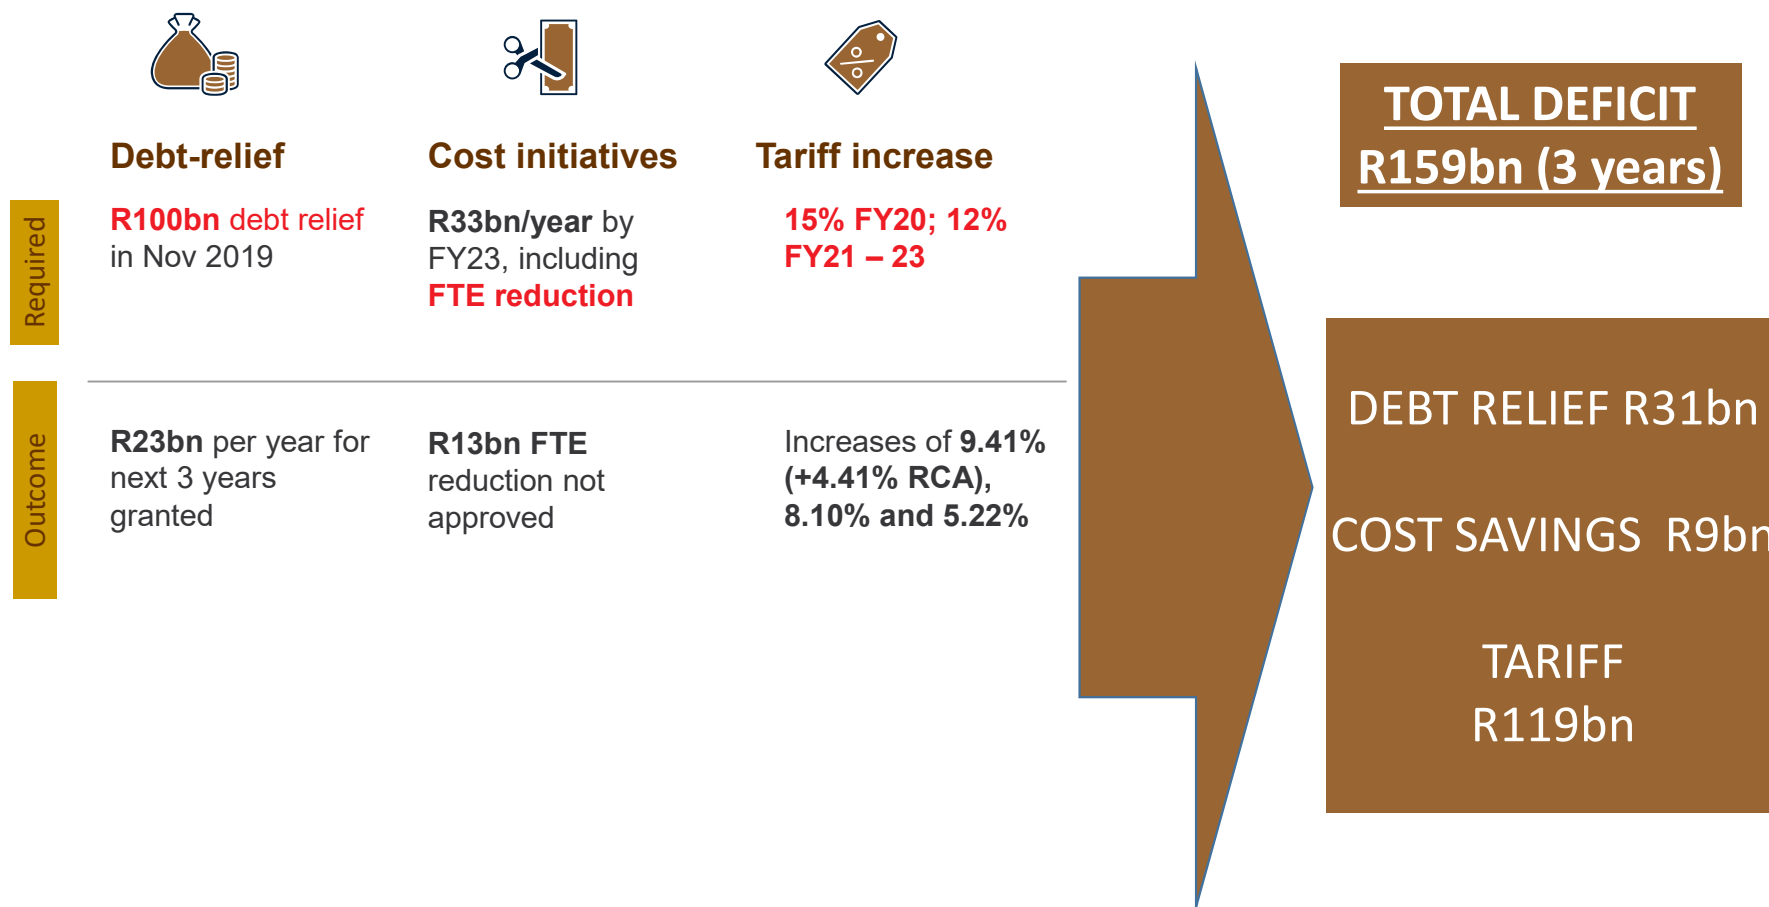 Debt-relief
Cost initiatives
Tariff increase
Required
R100bn debt relief
in Nov 2019
R33bn/year by
FY23, including
FTE reduction
15% FY20; 12%
FY21 – 23
Outcome
R23bn per year for
next 3 years
granted
R13bn FTE
reduction not
approved
Increases of 9.41%
(+4.41% RCA),
8.10% and 5.22%
TOTAL DEFICIT
R159bn (3 years)
DEBT RELIEF R31bn
COST SAVINGS  R9bn
TARIFF
R119bn